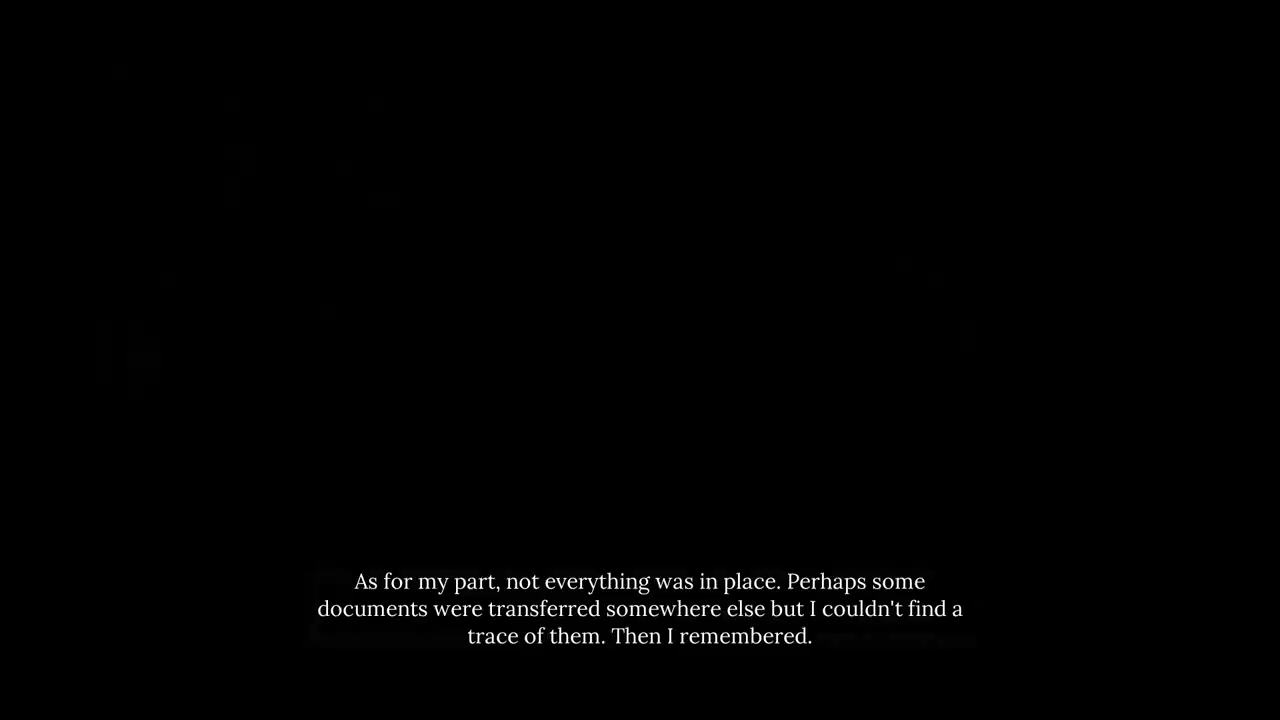 As for my part, not everything was in place. Perhaps some
documents were transferred somewhere else but I couldn't find a
trace of them. Then I remembered.